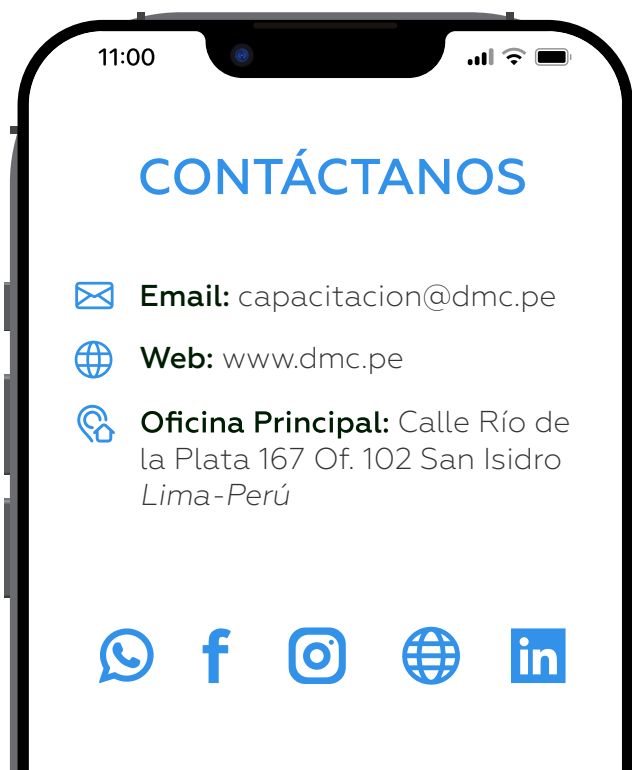 11:00
CONTÁCTANOS
Email: capacitacion@dmc.pe
Web: www.dmc.pe
Oficina Principal: Calle Río de
la Plata 167 Of. 102 San Isidro
Lima-Perú
f
in